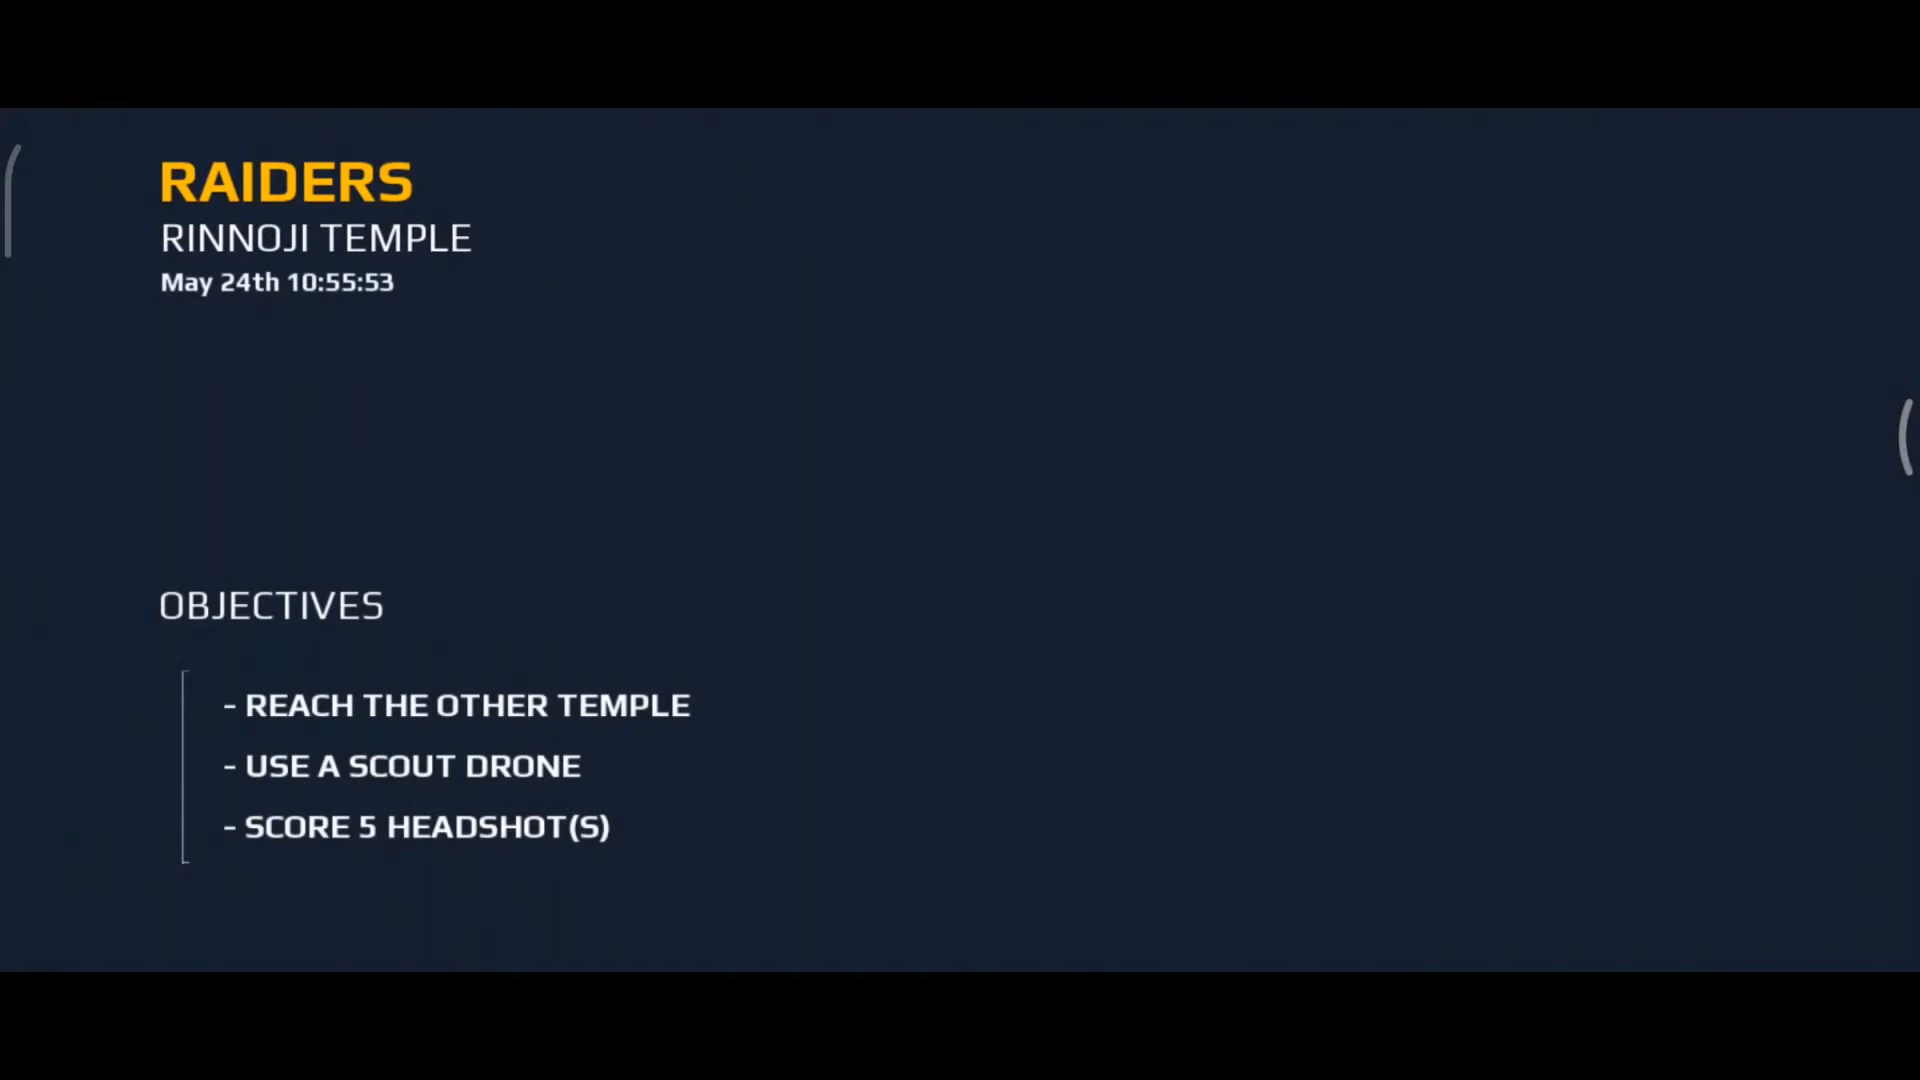 RAIDERS
RINNOJI TEMPLE
May 24th 10:55:53
OBJECTIVES
- REACH THE OTHER TEMPLE
- USE A SCOUT DRONE
- SCORE 5 HEADSHOT(S)